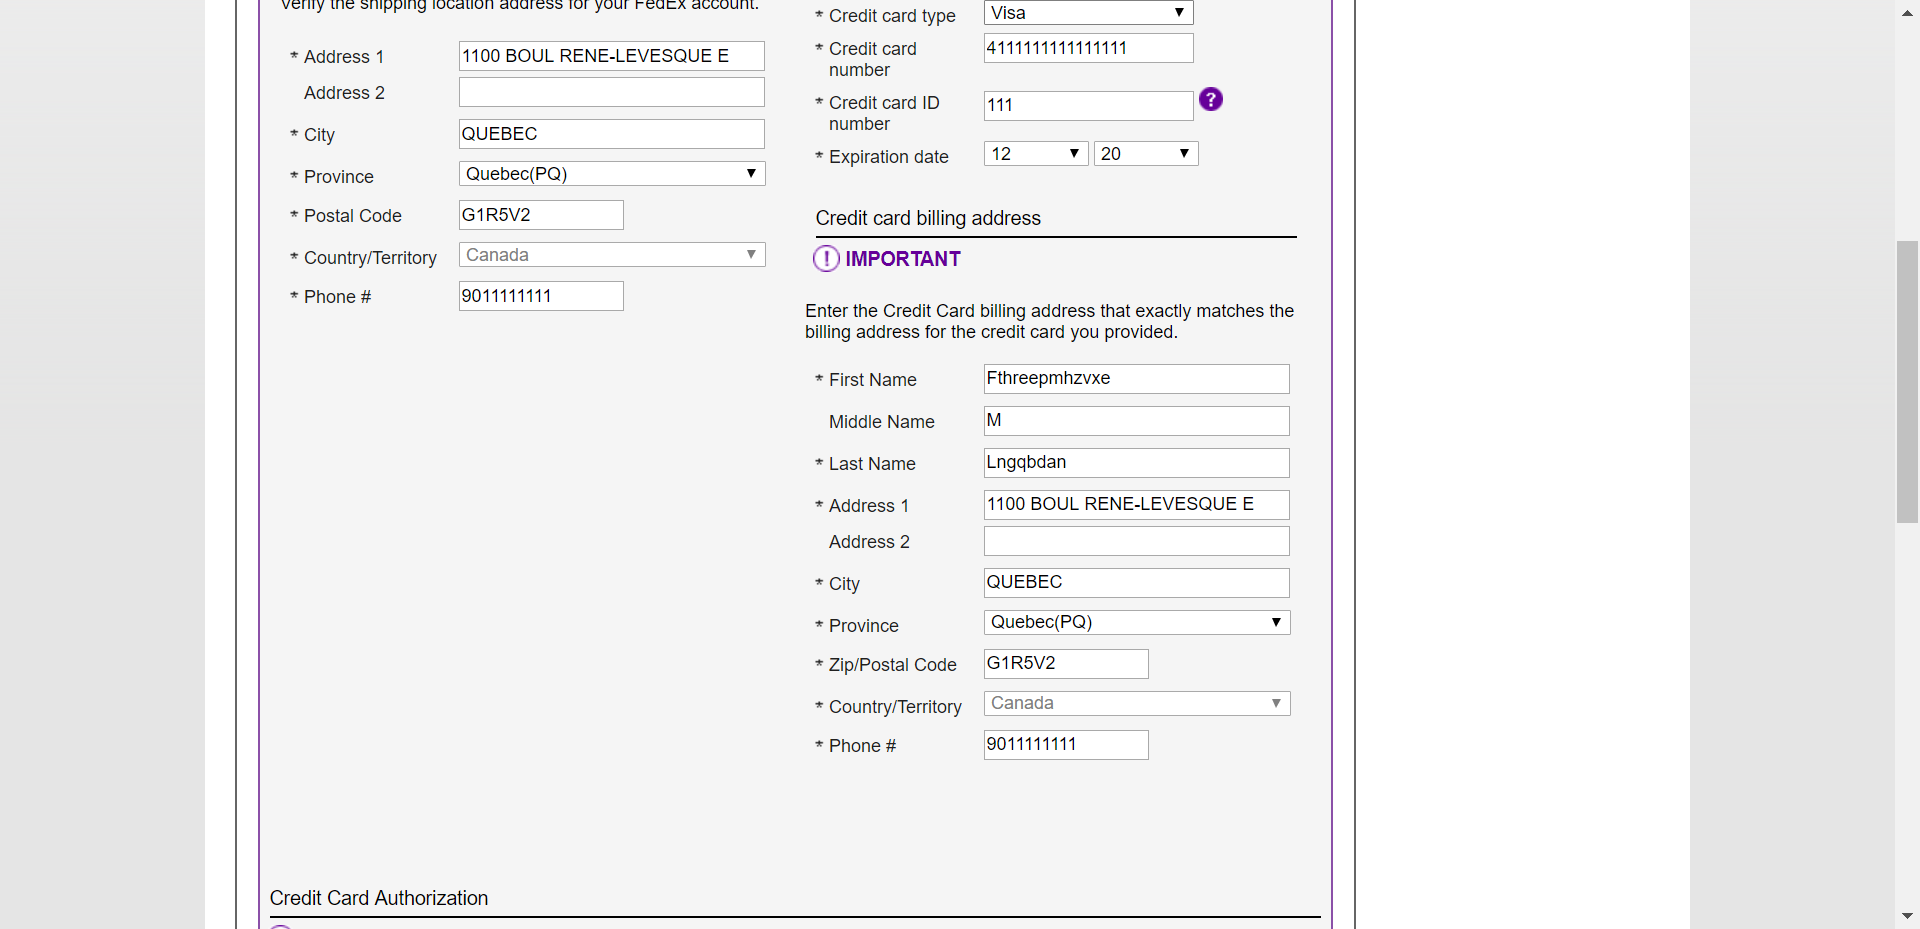 Verify the shipping location address for your FedEx account.
* Address 1 1100 BOUL RENE-LEVESQUE E
Address 2
* City QUEBEC
* Province Quebec(PQ)
* Postal Code G1R5V2
* Country/Territory Canada
* Phone # 9011111111
* Credit card type Visa
* Credit card
number 4111111111111111
* Credit card ID
number 111 ?
* Expiration date 12 20
Credit card billing address
! IMPORTANT
Enter the Credit Card billing address that exactly matches the
billing address for the credit card you provided.
* First Name Fthreepmhzvxe
Middle Name M
* Last Name Lngqbdan
* Address 1 1100 BOUL RENE-LEVESQUE E
Address 2
* City QUEBEC
* Province Quebec(PQ)
* Zip/Postal Code G1R5V2
* Country/Territory Canada
* Phone # 9011111111
Credit Card Authorization